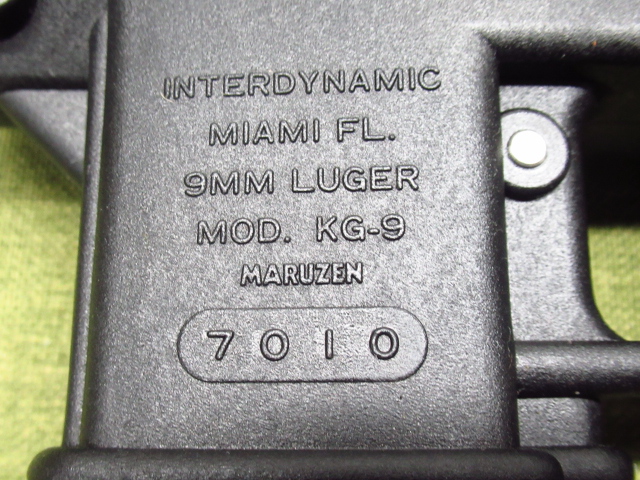 INTERDYNAMIC
MIAMI FL.
9MM LUGER
MOD. KG-9
MARUZEN
7010